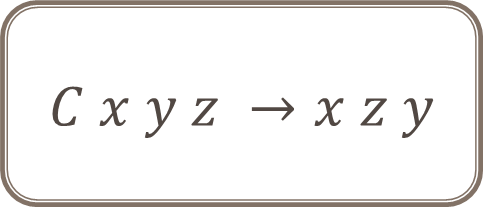 C x y z → x z y